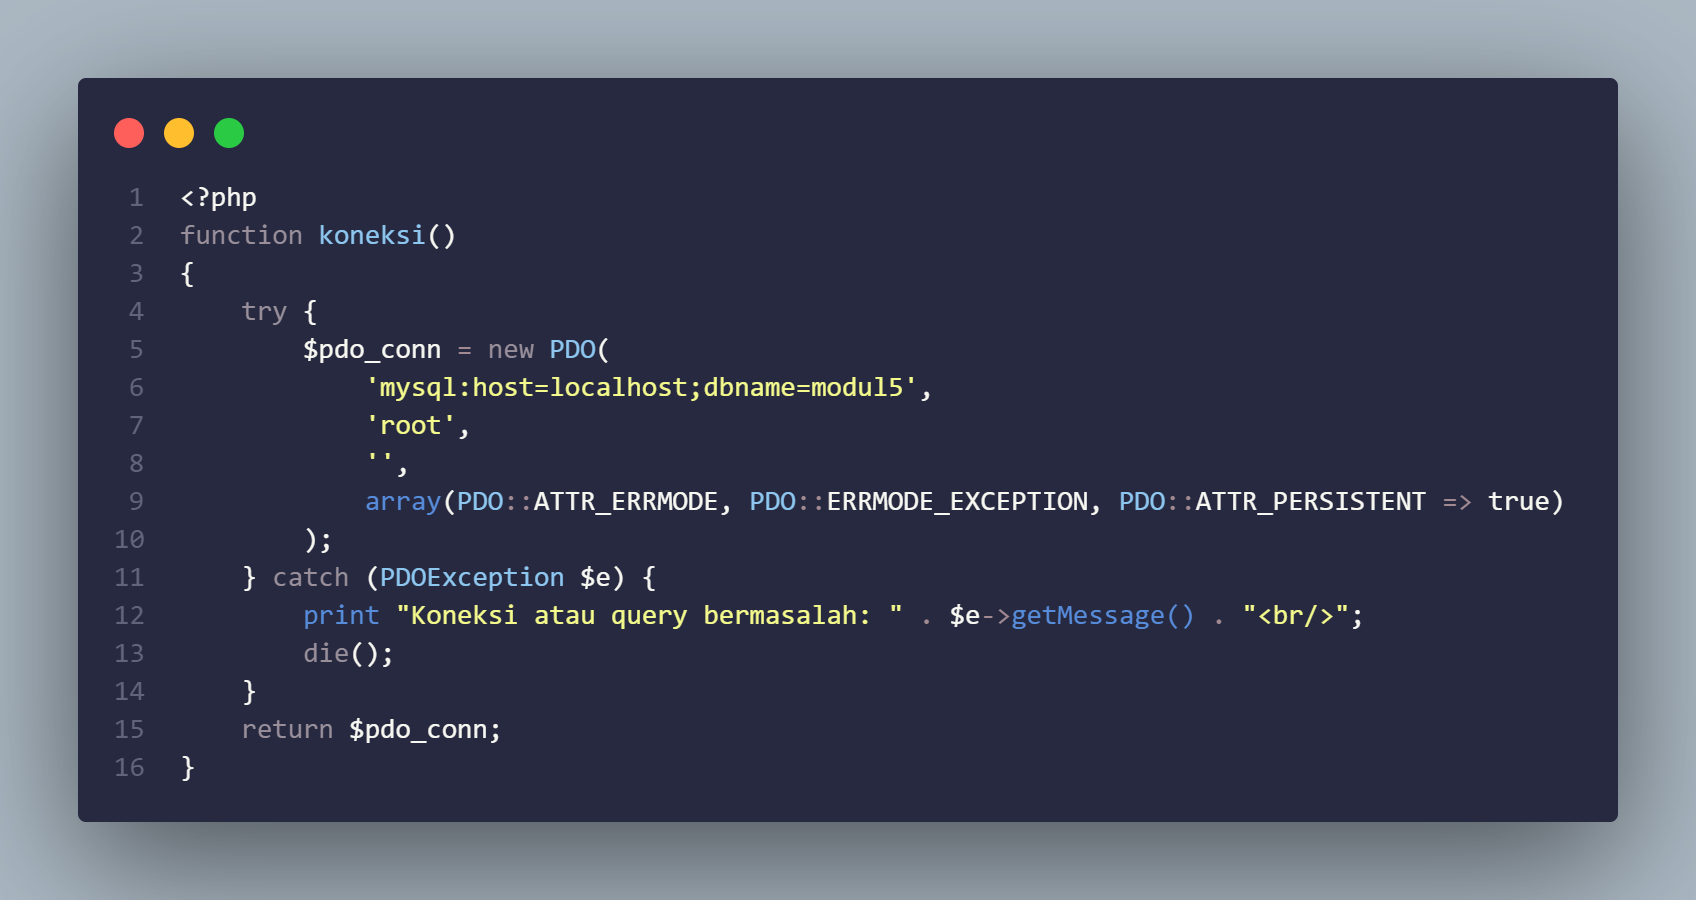 1 <?php
2 function koneksi()
3 {
4     try {
5         $pdo_conn = new PDO(
6             'mysql:host=localhost;dbname=modul5',
7             'root',
8             '',
9             array(PDO::ATTR_ERRMODE, PDO::ERRMODE_EXCEPTION, PDO::ATTR_PERSISTENT => true)
10         );
11     } catch (PDOException $e) {
12         print "Koneksi atau query bermasalah: " . $e->getMessage() . "<br/>";
13         die();
14     }
15     return $pdo_conn;
16 }